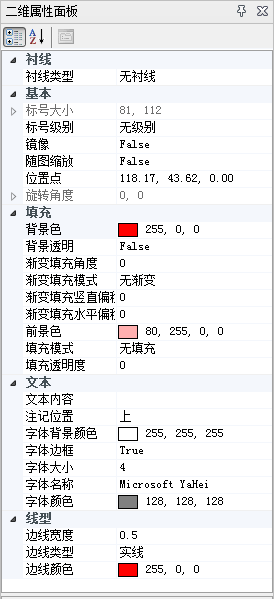 二维属性面板
衬线
衬线类型 无衬线
基本
标号大小 81, 112
标号级别 无级别
镜像 False
随图缩放 False
位置点 118.17, 43.62, 0.00
旋转角度 0, 0
填充
背景色 255, 0, 0
背景透明 False
渐变填充角度 0
渐变填充模式 无渐变
渐变填充竖直偏移 0
渐变填充水平偏移 0
前景色 80, 255, 0, 0
填充模式 无填充
填充透明度 0
文本
文本内容
注记位置 上
字体背景颜色 255, 255, 255
字体边框 True
字体大小 4
字体名称 Microsoft YaHei
字体颜色 128, 128, 128
线型
边线宽度 0.5
边线类型 实线
边线颜色 255, 0, 0